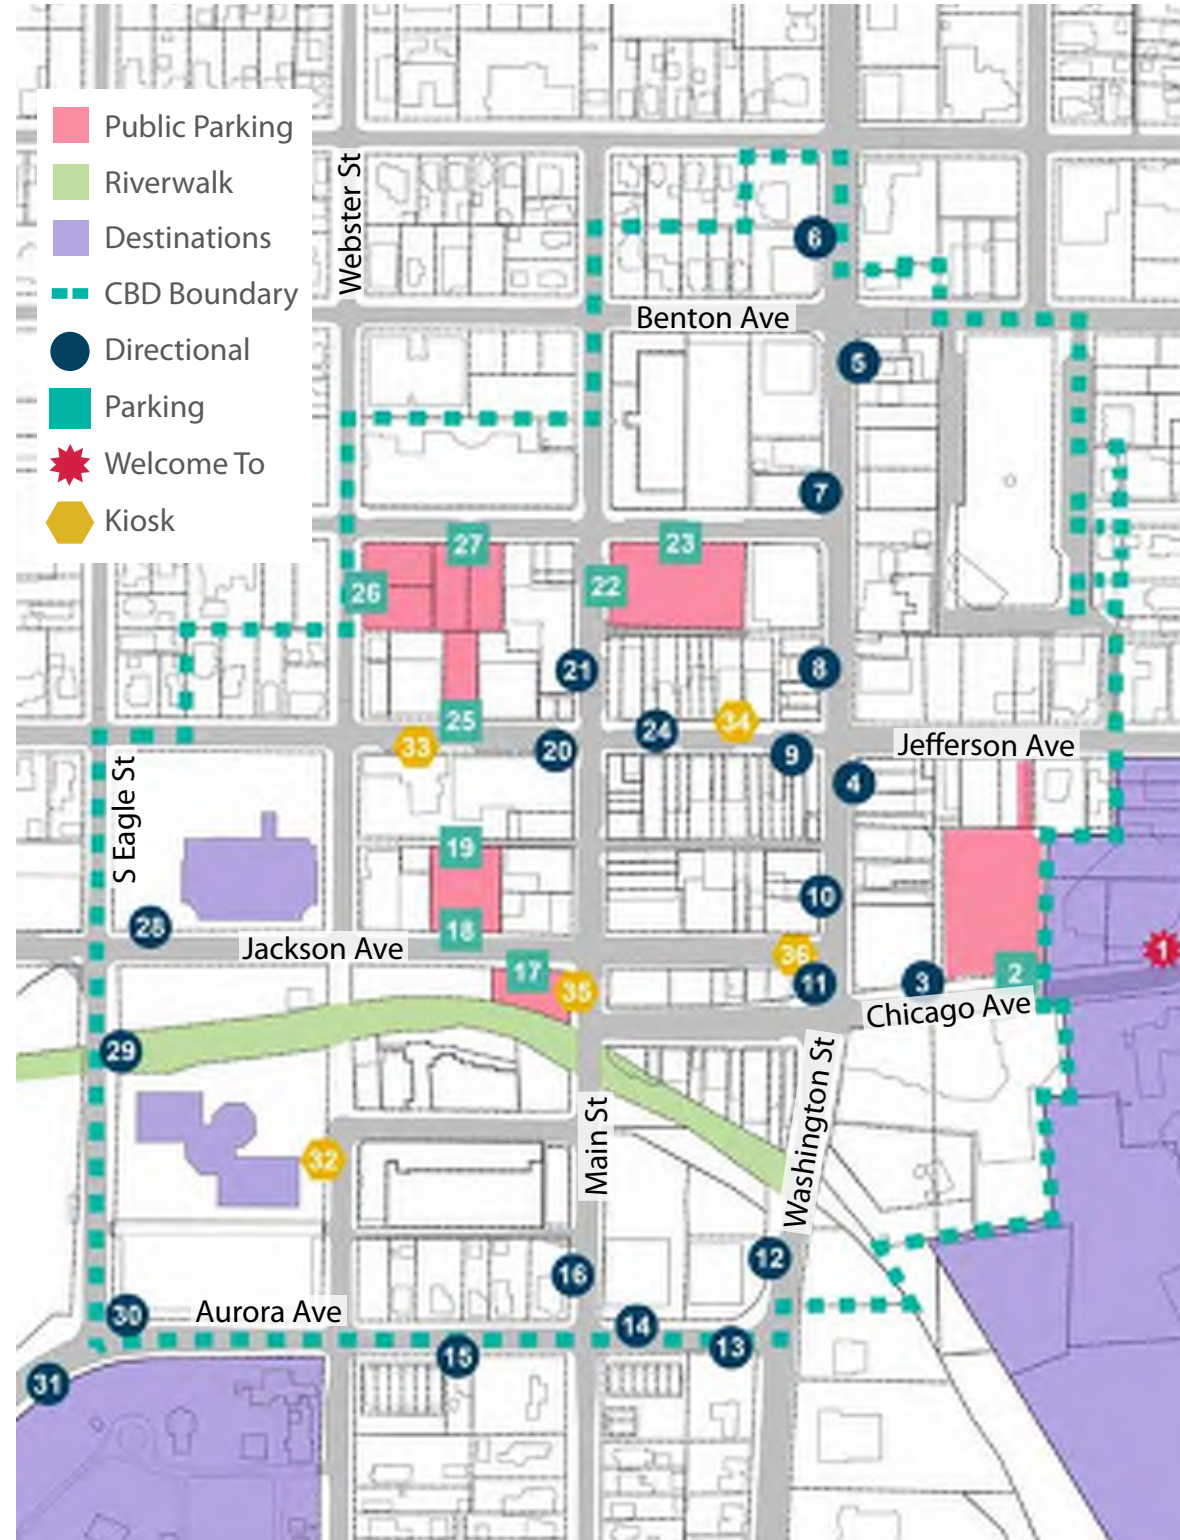 Public Parking
Riverwalk
Destinations
CBD Boundary
Directional
Parking
Welcome To
Kiosk
Webster St
6
Benton Ave
5
7
27
23
26
22
21
8
25
24
34
33
20
9
Jefferson Ave
4
S Eagle St
19
10
28
18
Jackson Ave
36
1
17
35
11
3
2
Chicago Ave
29
Washington St
Main St
32
12
16
30
Aurora Ave
14
13
15
31